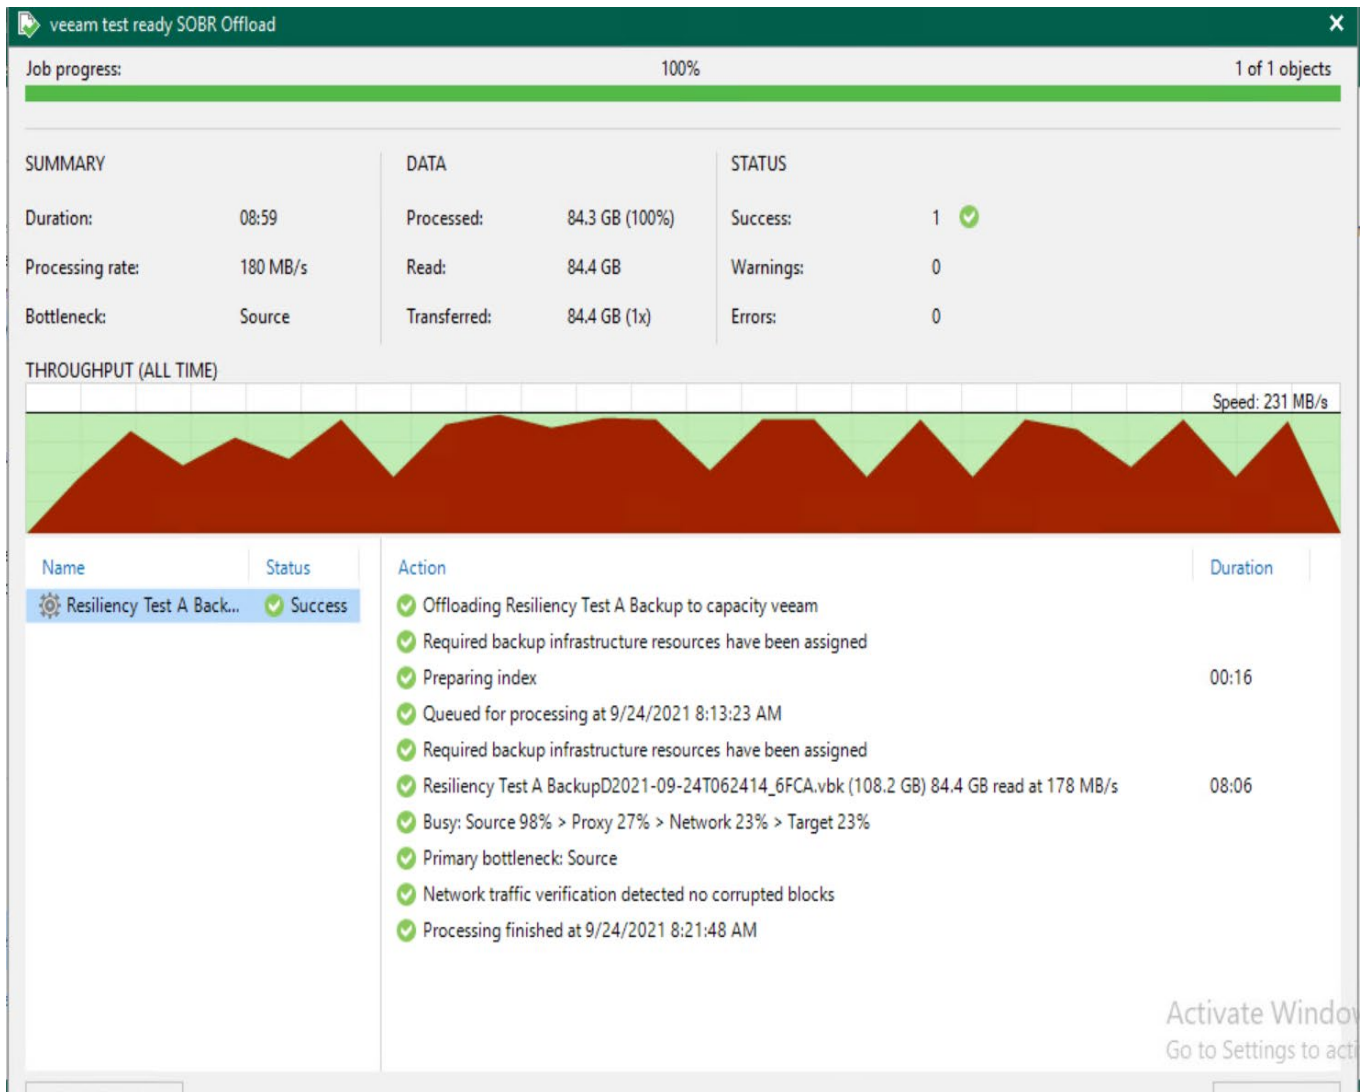 veeam test ready SOBR Offload
Job progress: 100% 1 of 1 objects
SUMMARY DATA STATUS
Duration: 08:59 Processed: 84.3 GB (100%) Success: 1
Processing rate: 180 MB/s Read: 84.4 GB Warnings: 0
Bottleneck: Source Transferred: 84.4 GB (1x) Errors: 0
THROUGHPUT (ALL TIME)
Speed: 231 MB/s
Name Status Action Duration
Resiliency Test A Back... Success Offloading Resiliency Test A Backup to capacity veeam
Required backup infrastructure resources have been assigned
Preparing index 00:16
Queued for processing at 9/24/2021 8:13:23 AM
Required backup infrastructure resources have been assigned
Resiliency Test A BackupD2021-09-24T062414_6FCA.vbk (108.2 GB) 84.4 GB read at 178 MB/s 08:06
Busy: Source 98% > Proxy 27% > Network 23% > Target 23%
Primary bottleneck: Source
Network traffic verification detected no corrupted blocks
Processing finished at 9/24/2021 8:21:48 AM
Activate Window
Go to Settings to acti